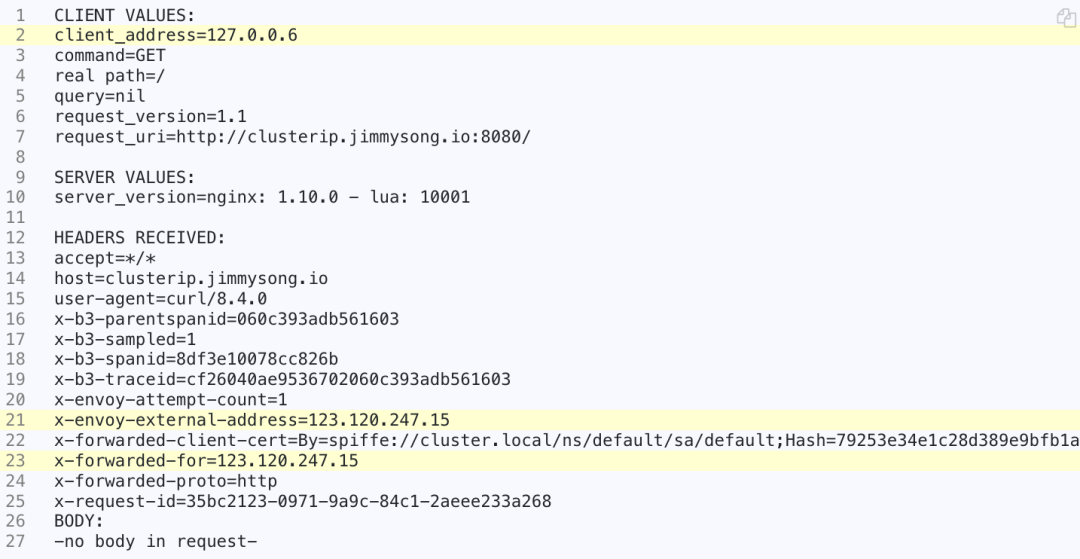 1 CLIENT VALUES:
2 client_address=127.0.0.6
3 command=GET
4 real path=/
5 query=nil
6 request_version=1.1
7 request_uri=http://clusterip.jimmysong.io:8080/
8
9 SERVER VALUES:
10 server_version=nginx: 1.10.0 - lua: 10001
11
12 HEADERS RECEIVED:
13 accept=*/*
14 host=clusterip.jimmysong.io
15 user-agent=curl/8.4.0
16 x-b3-parentspanid=060c393adb561603
17 x-b3-sampled=1
18 x-b3-spanid=8df3e10078cc826b
19 x-b3-traceid=cf26040ae9536702060c393adb561603
20 x-envoy-attempt-count=1
21 x-envoy-external-address=123.120.247.15
22 x-forwarded-client-cert=By=spiffe://cluster.local/ns/default/sa/default;Hash=79253e34e1c28d389e9bfb1a
23 x-forwarded-for=123.120.247.15
24 x-forwarded-proto=http
25 x-request-id=35bc2123-0971-9a9c-84c1-2aeee233a268
26 BODY:
27 -no body in request-